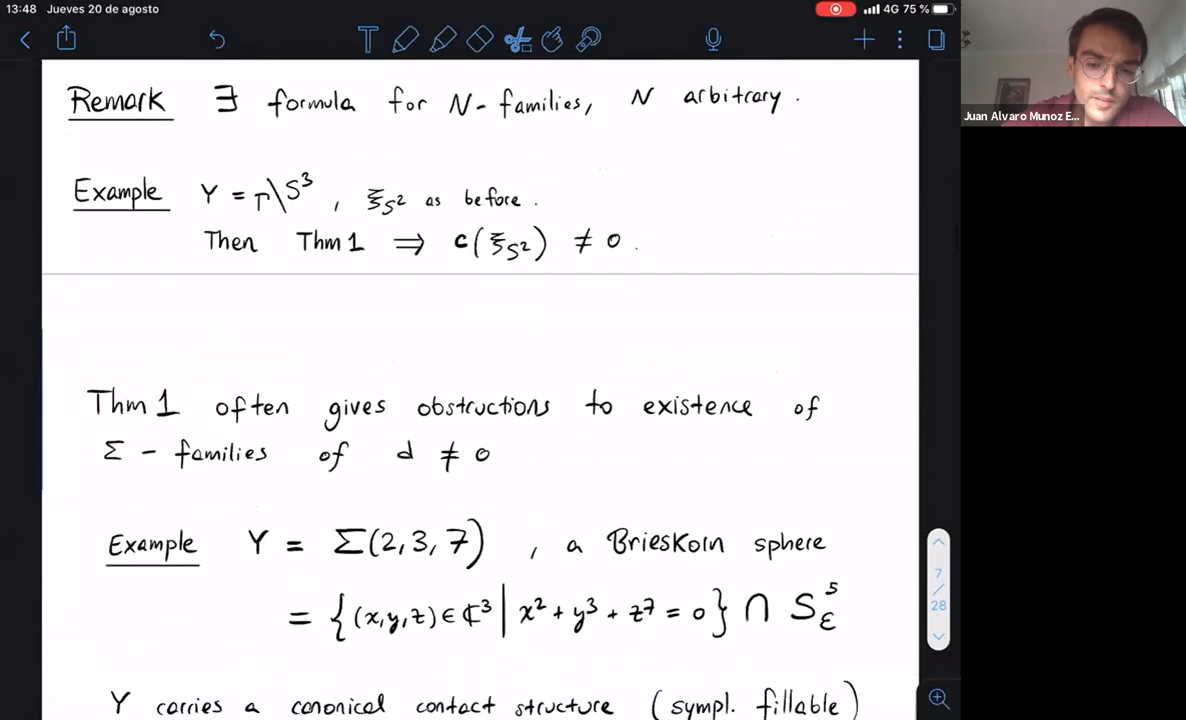 13:48 Jueves 20 de agosto
4G 75 %
Juan Alvaro Munoz E...
Remark ∃ formula for N-families, N arbitrary.
Example Y = Γ\S³, ξ_S² as before.
Then Thm 1 ⟹ c(ξ_S²) ≠ 0.
Thm 1 often gives obstructions to existence of
Σ - families of d ≠ 0
Example Y = Σ(2,3,7), a Brieskorn sphere
= {(x,y,z) ∈ ℂ³ | x² + y³ + z⁷ = 0} ∩ S_ε⁵
7
/
28
Y carries a canonical contact structure (sympl. fillable)